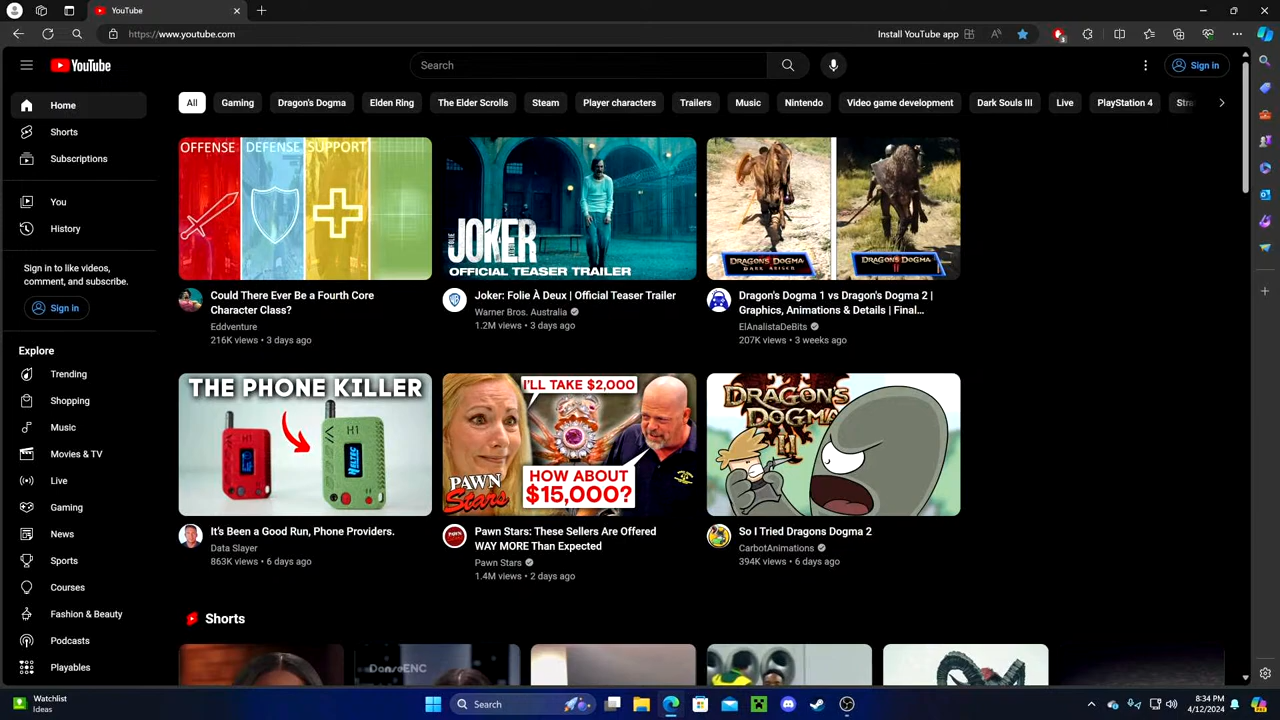 YouTube
https://www.youtube.com
Install YouTube app
YouTube
Search
Sign in
All
Gaming
Dragon's Dogma
Elden Ring
The Elder Scrolls
Steam
Player characters
Trailers
Music
Nintendo
Video game development
Dark Souls III
Live
PlayStation 4
Home
Shorts
Subscriptions
You
History
Sign in to like videos,
comment, and subscribe.
Sign in
Explore
Trending
Shopping
Music
Movies & TV
Live
Gaming
News
Sports
Courses
Fashion & Beauty
Podcasts
Playables
OFFENSE DEFENSE SUPPORT
Could There Ever Be a Fourth Core
Character Class?
Eddventure
216K views • 3 days ago
JOKER
OFFICIAL TEASER TRAILER
Joker: Folie À Deux | Official Teaser Trailer
Warner Bros. Australia
1.2M views • 3 days ago
DRAGON'S DOGMA
DARK ARISEN
DRAGON'S DOGMA
II
Dragon's Dogma 1 vs Dragon's Dogma 2 |
Graphics, Animations & Details | Final...
ElAnalistaDeBits
207K views • 3 weeks ago
THE PHONE KILLER
It's Been a Good Run, Phone Providers.
Data Slayer
863K views • 6 days ago
I'LL TAKE $2,000
PAWN
Stars
HOW ABOUT
$15,000?
Pawn Stars: These Sellers Are Offered
WAY MORE Than Expected
Pawn Stars
1.4M views • 2 days ago
DRAGON'S
DOGMA
II
So I Tried Dragons Dogma 2
CarbotAnimations
394K views • 6 days ago
Shorts
DanseENC
Watchlist
Ideas
Search
8:34 PM
4/12/2024